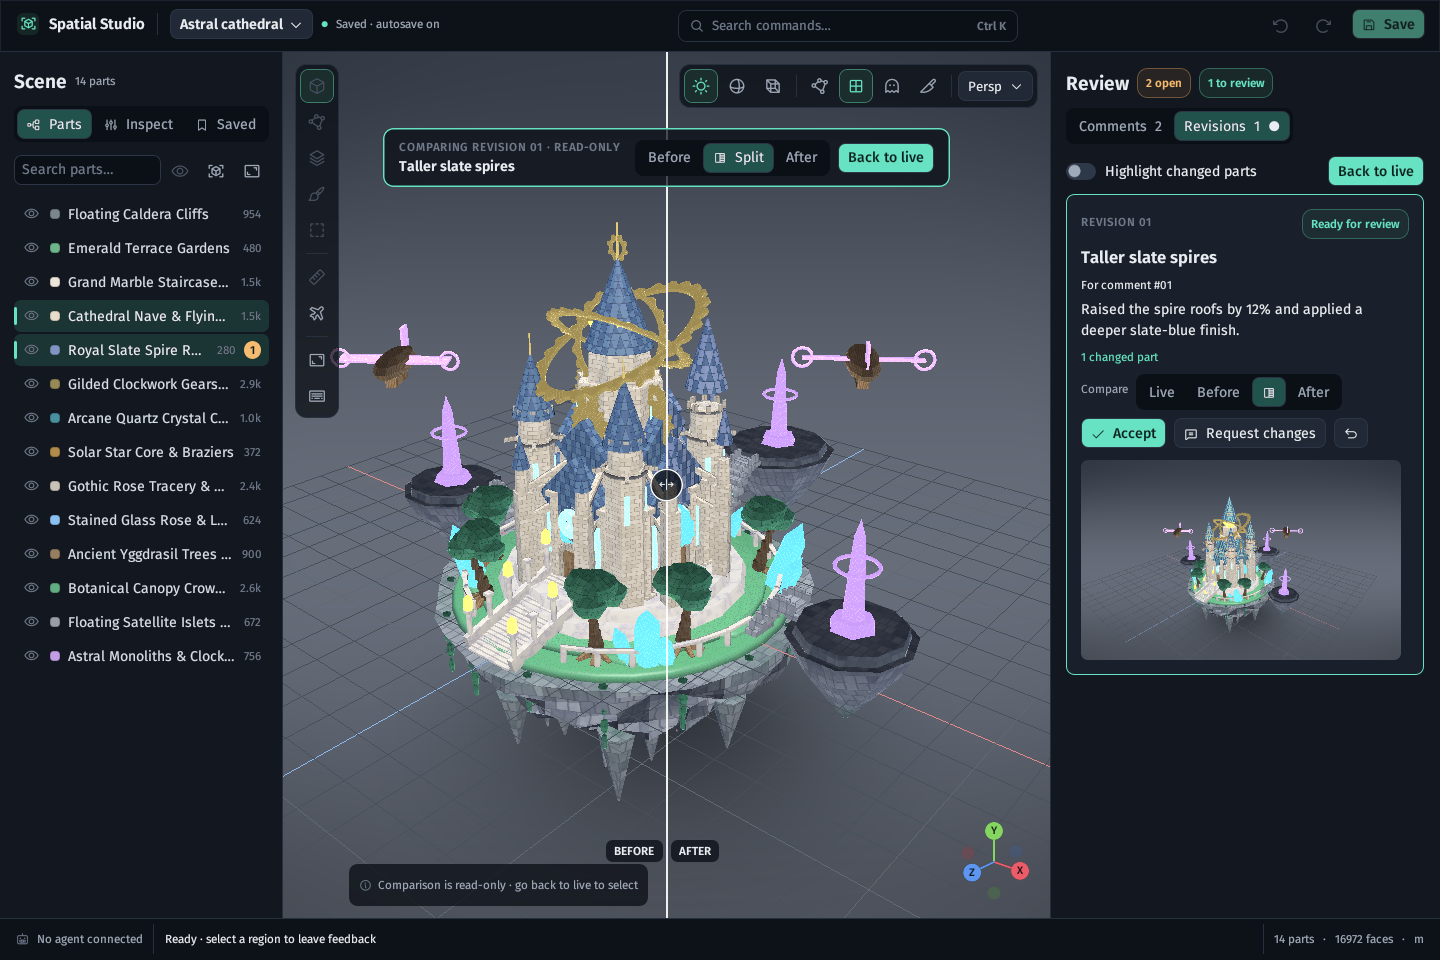 Spatial Studio
Astral cathedral
Saved · autosave on
Search commands...
Ctrl K
Save
Scene
14 parts
Parts
Inspect
Saved
Search parts...
Floating Caldera Cliffs 954
Emerald Terrace Gardens 480
Grand Marble Staircase... 1.5k
Cathedral Nave & Flyin... 1.5k
Royal Slate Spire R... 280 1
Gilded Clockwork Gears... 2.9k
Arcane Quartz Crystal C... 1.0k
Solar Star Core & Braziers 372
Gothic Rose Tracery & ... 2.4k
Stained Glass Rose & L... 624
Ancient Yggdrasil Trees ... 900
Botanical Canopy Crow... 2.6k
Floating Satellite Islets ... 672
Astral Monoliths & Clock... 756
Persp
COMPARING REVISION 01 · READ-ONLY
Taller slate spires
Before
Split
After
Back to live
BEFORE
AFTER
Comparison is read-only · go back to live to select
Y
Z
X
Review
2 open
1 to review
Comments 2
Revisions 1
Highlight changed parts
Back to live
REVISION 01
Ready for review
Taller slate spires
For comment #01
Raised the spire roofs by 12% and applied a
deeper slate-blue finish.
1 changed part
Compare
Live
Before
After
Accept
Request changes
No agent connected
Ready · select a region to leave feedback
14 parts · 16972 faces · m